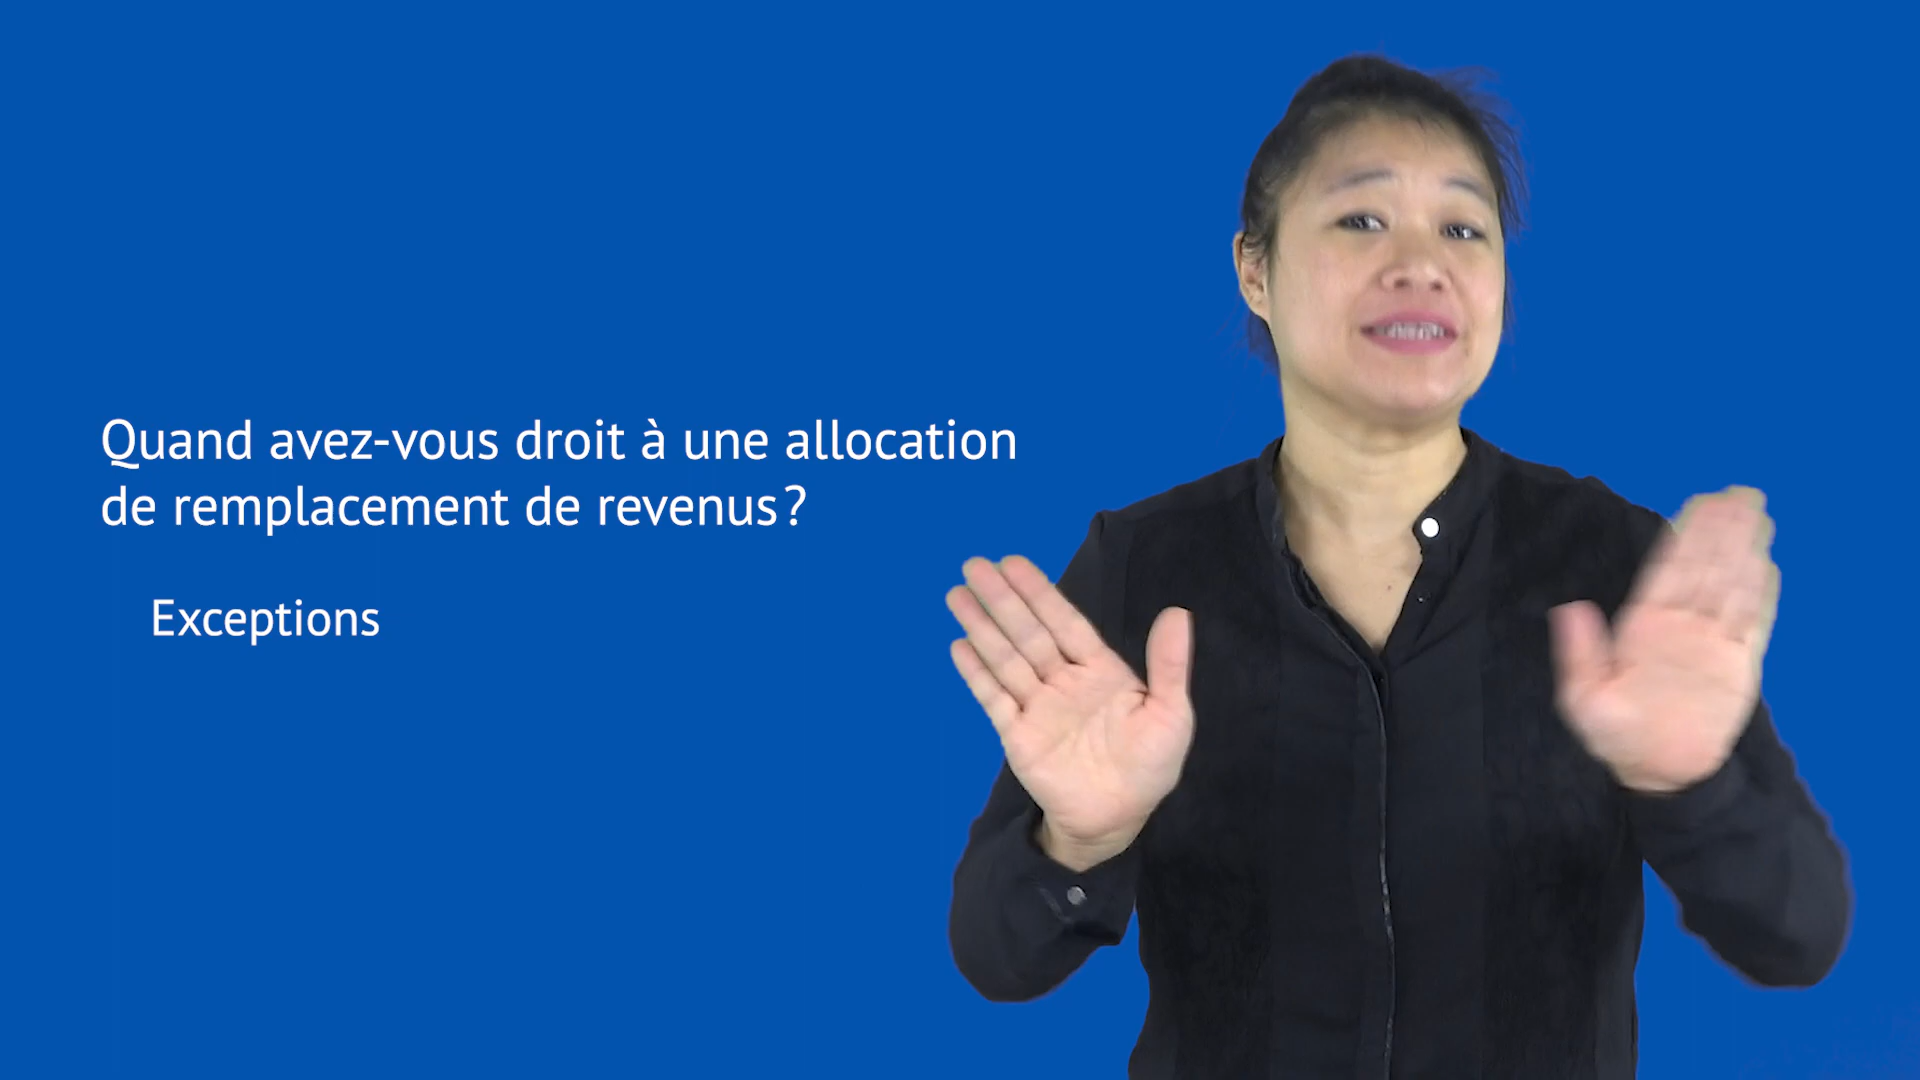 Quand avez-vous droit à une allocation
de remplacement de revenus ?
Exceptions